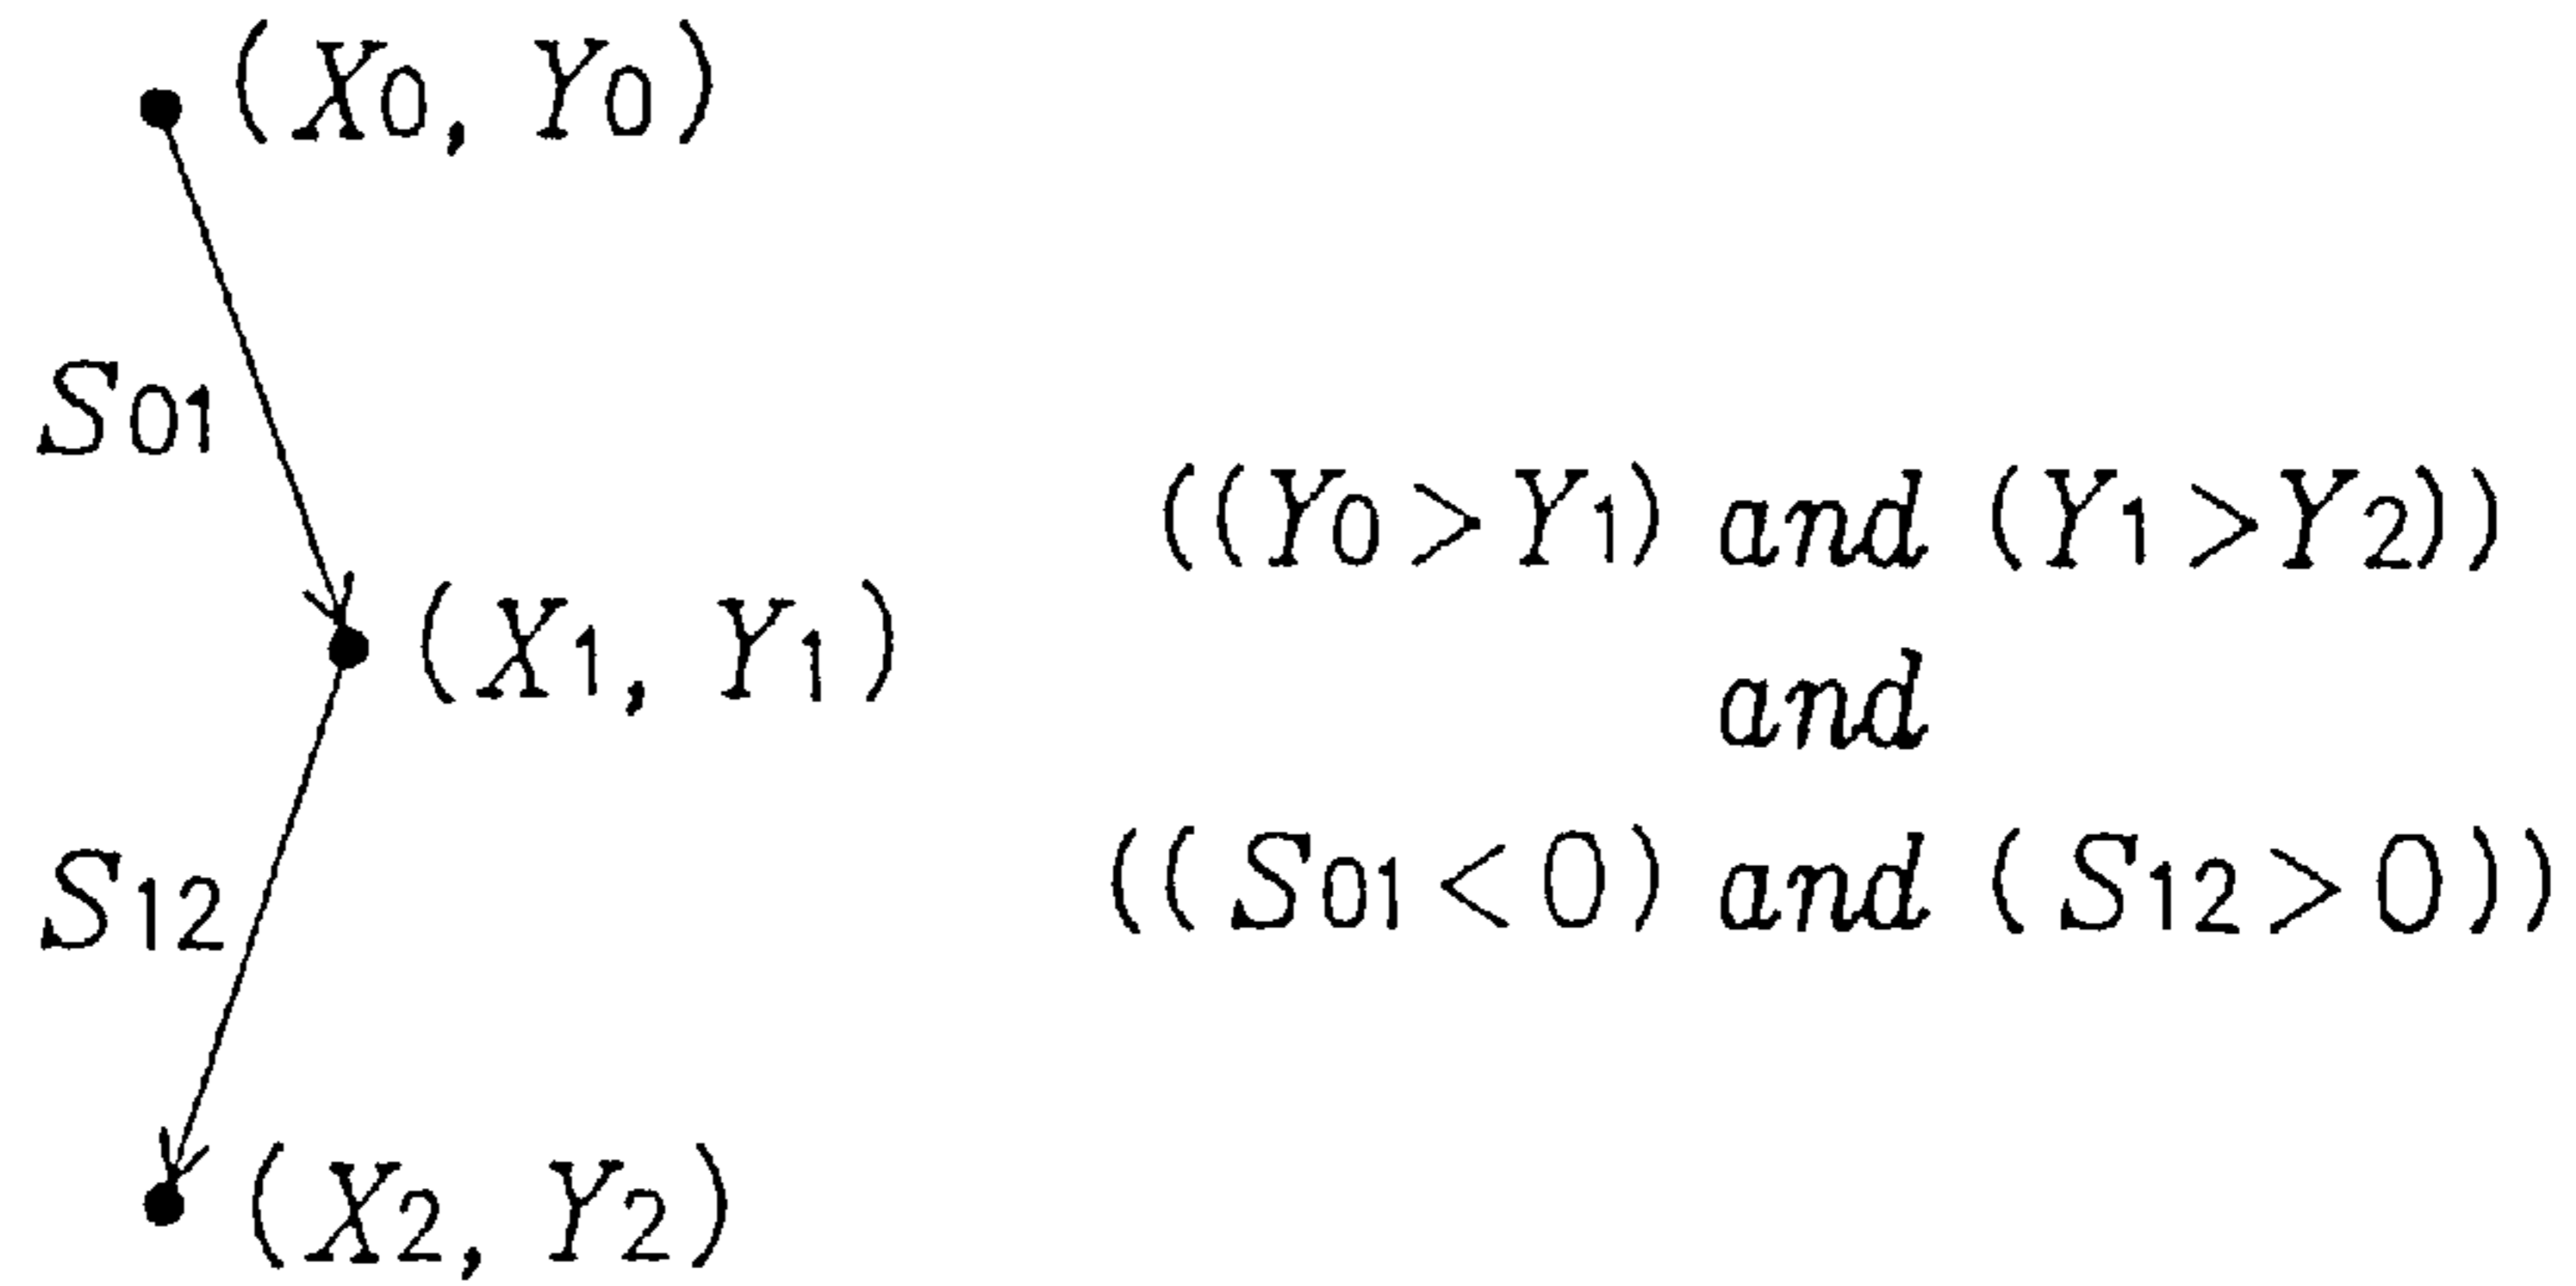 (X0, Y0)
S01
((Y0>Y1) and (Y1>Y2))
(X1, Y1)
and
S12
((S01<0) and (S12>0))
(X2, Y2)